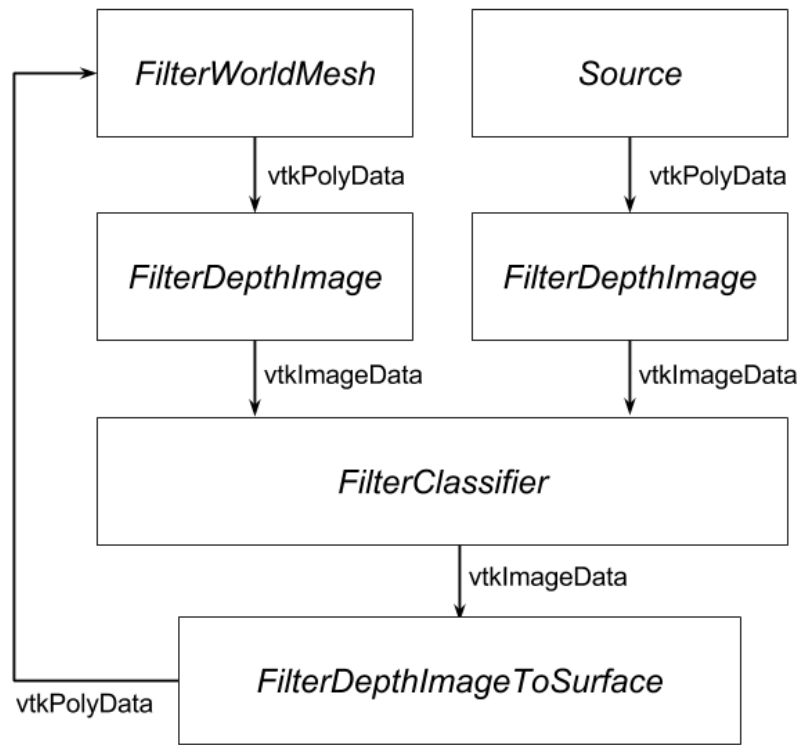 FilterWorldMesh
Source
vtkPolyData
vtkPolyData
FilterDepthImage
FilterDepthImage
vtkImageData
vtkImageData
FilterClassifier
vtkImageData
FilterDepthImageToSurface
vtkPolyData